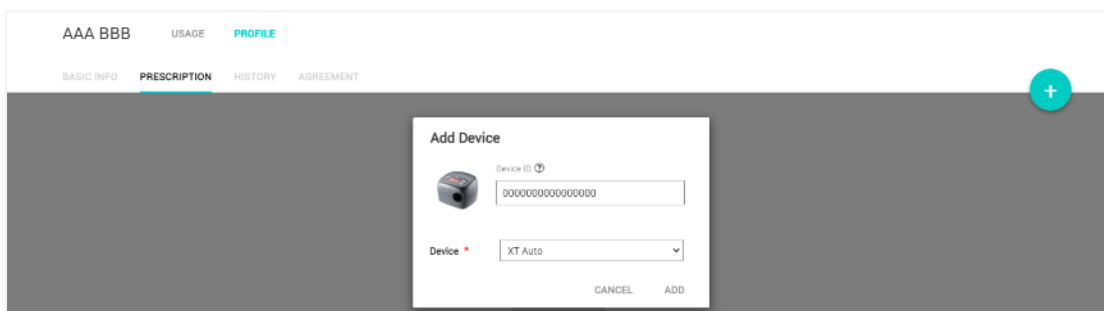 AAA BBB USAGE PROFILE
BASIC INFO PRESCRIPTION HISTORY AGREEMENT
+
Add Device
Device ID ?
0000000000000000
Device * XT Auto
CANCEL ADD